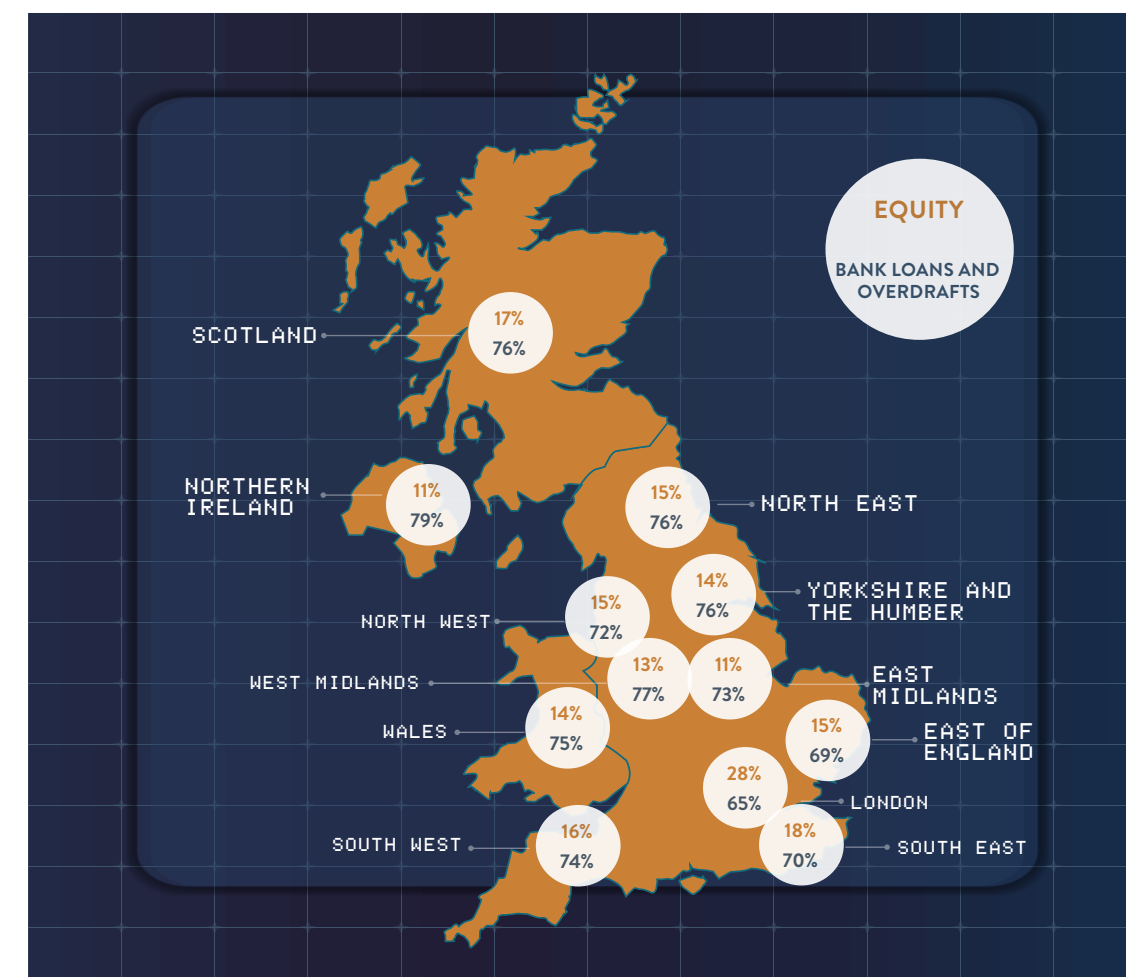 EQUITY
BANK LOANS AND
OVERDRAFTS
SCOTLAND
17%
76%
NORTHERN
IRELAND
11%
79%
15%
76%
NORTH EAST
14%
76%
YORKSHIRE AND
THE HUMBER
NORTH WEST
15%
72%
WEST MIDLANDS
13%
77%
11%
73%
EAST
MIDLANDS
WALES
14%
75%
15%
69%
EAST OF
ENGLAND
28%
65%
LONDON
SOUTH WEST
16%
74%
18%
70%
SOUTH EAST